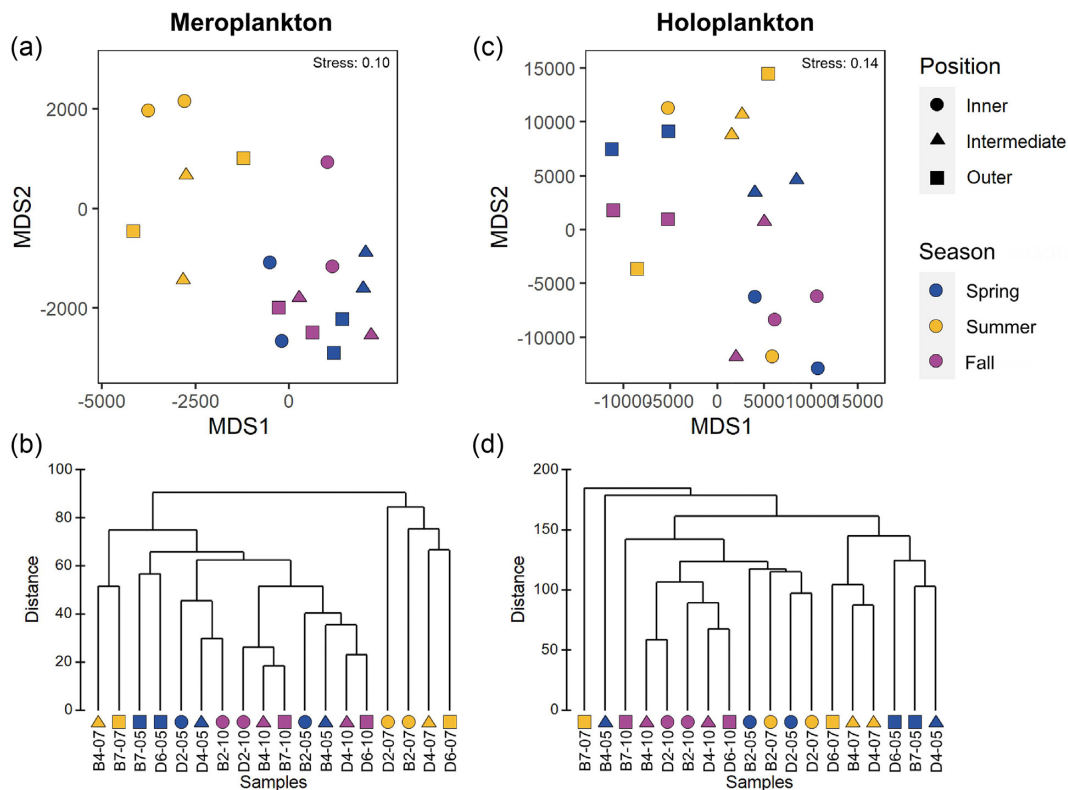 Meroplankton
Holoplankton
(a)
Stress: 0.10
2000
0
-2000
MDS2
-5000 -2500 0
MDS1
(c)
Stress: 0.14
15000
10000
5000
0
-5000
-10000
MDS2
-10000 -5000 0 5000 10000 15000
MDS1
Position
Inner
Intermediate
Outer
Season
Spring
Summer
Fall
(b)
100
80
60
40
20
0
Distance
B4-07 B7-07 B7-05 D6-05 D2-05 D4-05 B2-10 D2-10 B4-10 B7-10 B2-05 B4-05 D4-10 D6-10 D2-07 B2-07 D4-07 D6-07
Samples
(d)
200
150
100
50
0
Distance
B7-07 B4-05 B7-10 B4-10 D2-10 B2-10 D4-10 D6-10 B2-05 B2-07 D2-05 D2-07 D6-07 B4-07 D4-07 D6-05 B7-05 D4-05
Samples